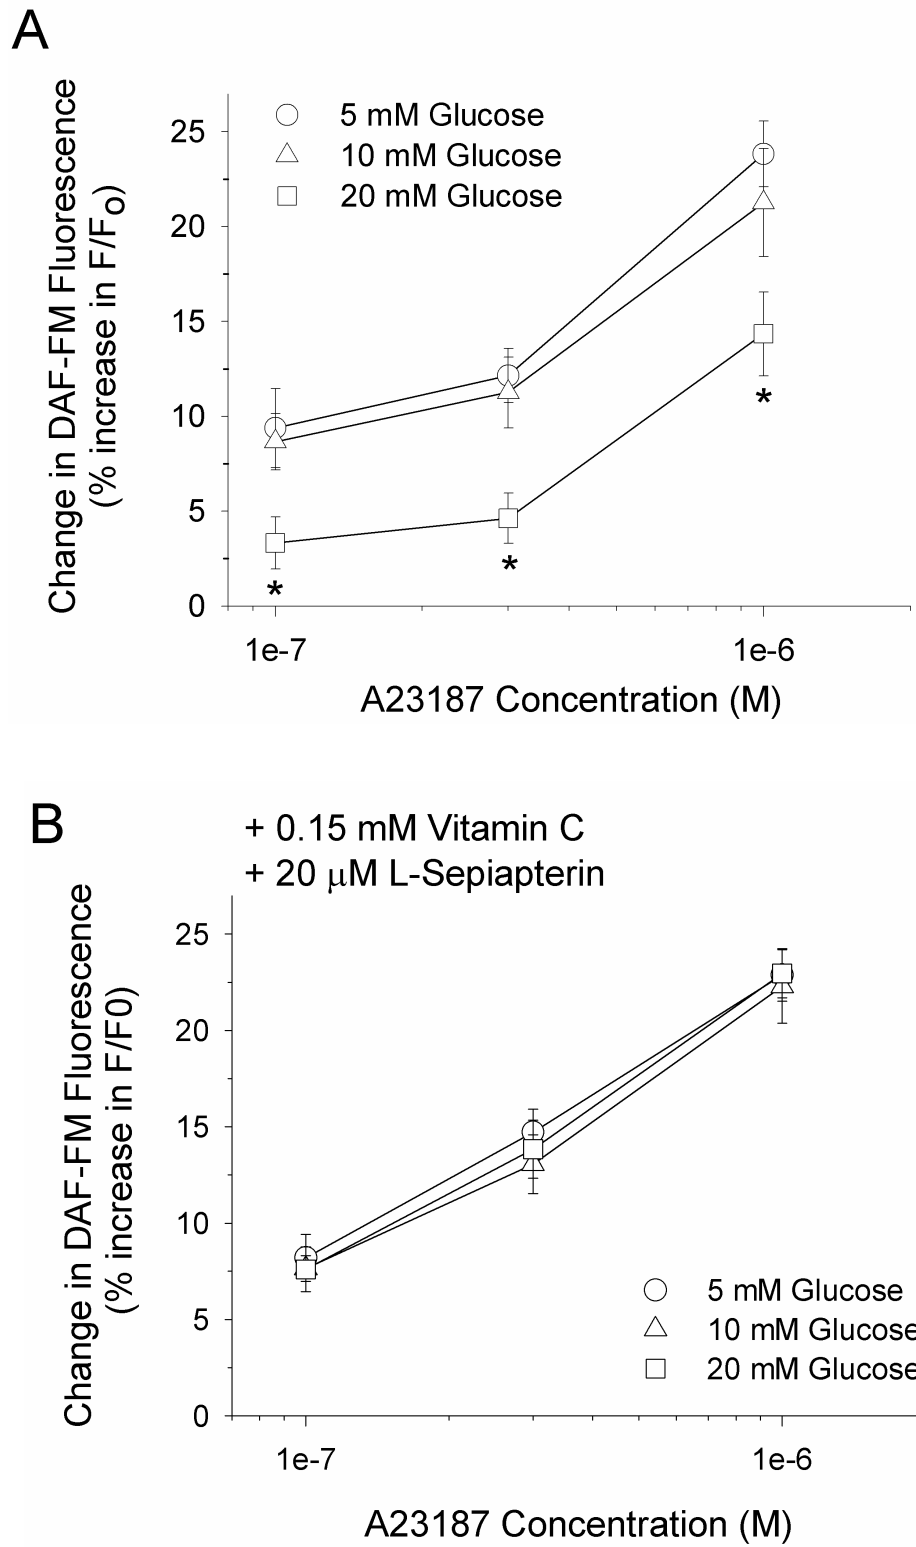 A
Change in DAF-FM Fluorescence
(% increase in F/Fo)
25
20
15
10
5
0
5 mM Glucose
10 mM Glucose
20 mM Glucose
*
*
*
1e-7
1e-6
A23187 Concentration (M)
B
+ 0.15 mM Vitamin C
+ 20 μM L-Sepiapterin
Change in DAF-FM Fluorescence
(% increase in F/F0)
25
20
15
10
5
0
5 mM Glucose
10 mM Glucose
20 mM Glucose
1e-7
1e-6
A23187 Concentration (M)